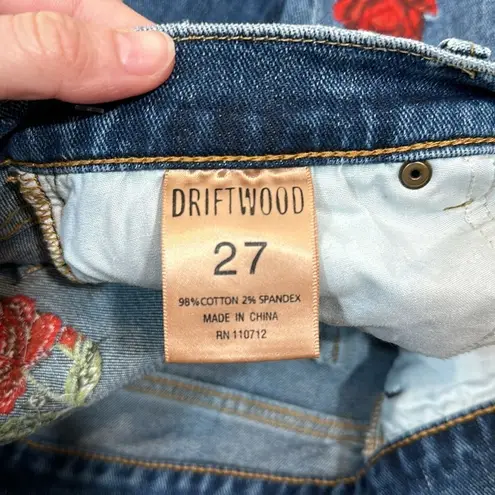 DRIFTWOOD
27
98% COTTON 2% SPANDEX
MADE IN CHINA
RN 110712